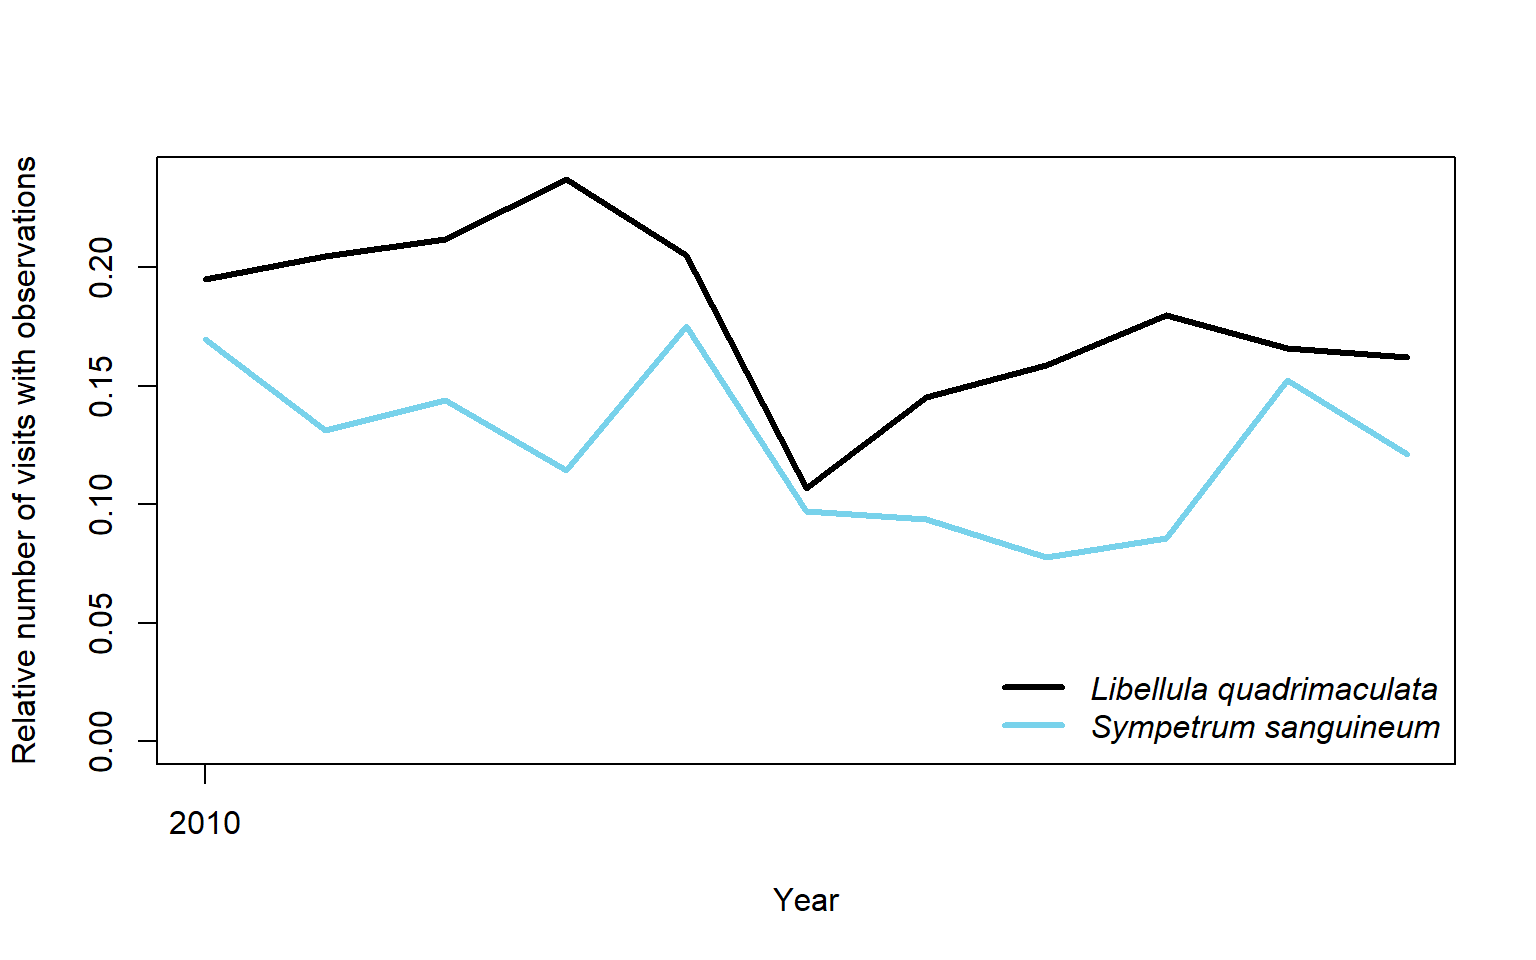 Relative number of visits with observations
0.20
0.15
0.10
0.05
0.00
Libellula quadrimaculata
Sympetrum sanguineum
2010
Year